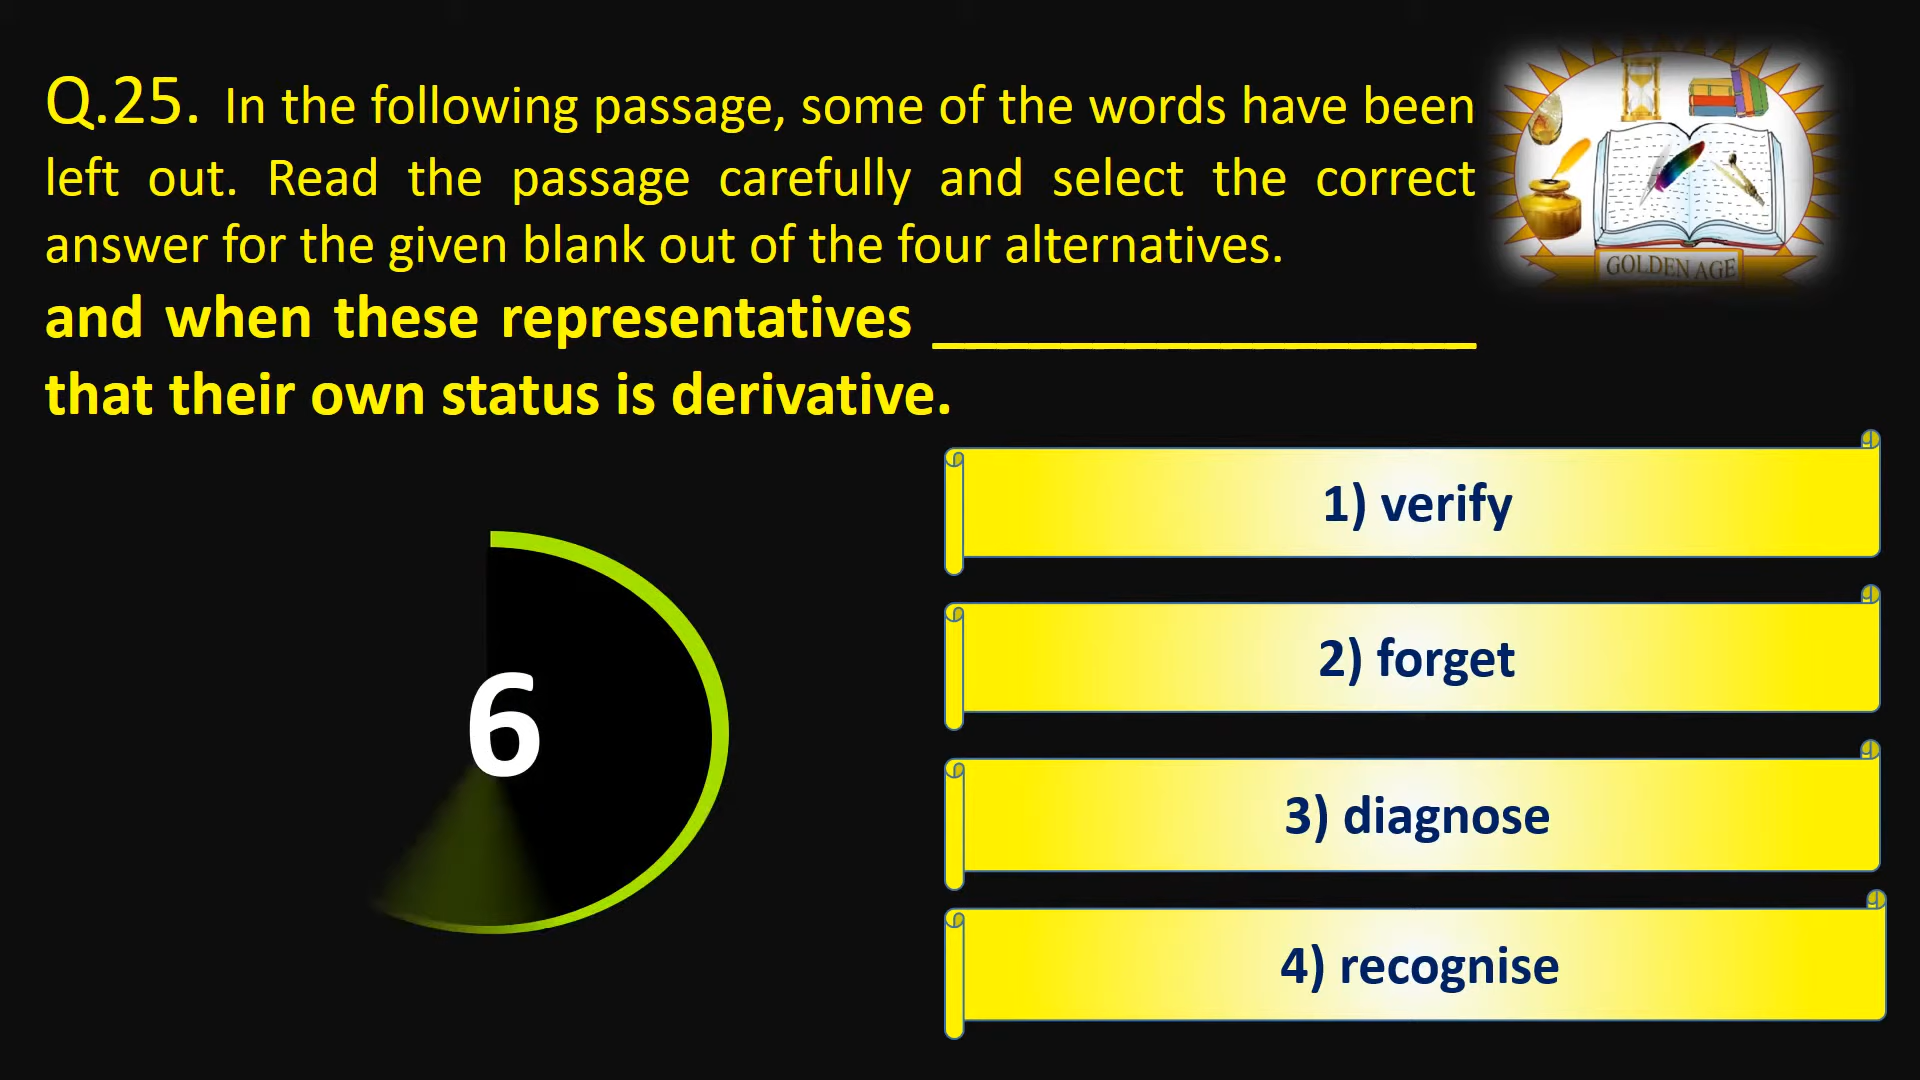 Q.25. In the following passage, some of the words have been
left out. Read the passage carefully and select the correct
answer for the given blank out of the four alternatives.
and when these representatives _________________
that their own status is derivative.
GOLDEN AGE
1) verify
2) forget
3) diagnose
4) recognise
6